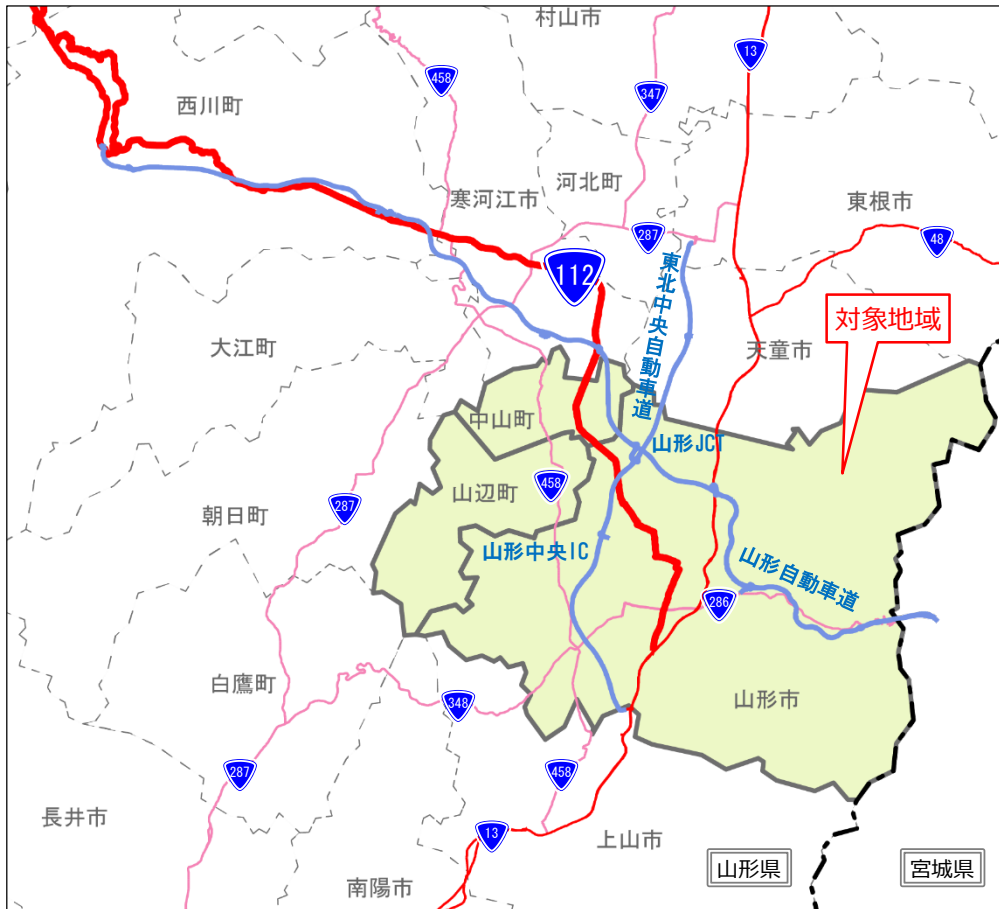 村山市
13
458
347
西川町
河北町
寒河江市
東根市
287
48
112
東北中央自動車道
対象地域
大江町
天童市
中山町
山形JCT
山辺町
458
287
朝日町
山形中央IC
山形自動車道
286
白鷹町
348
山形市
287
458
長井市
13
上山市
山形県
宮城県
南陽市